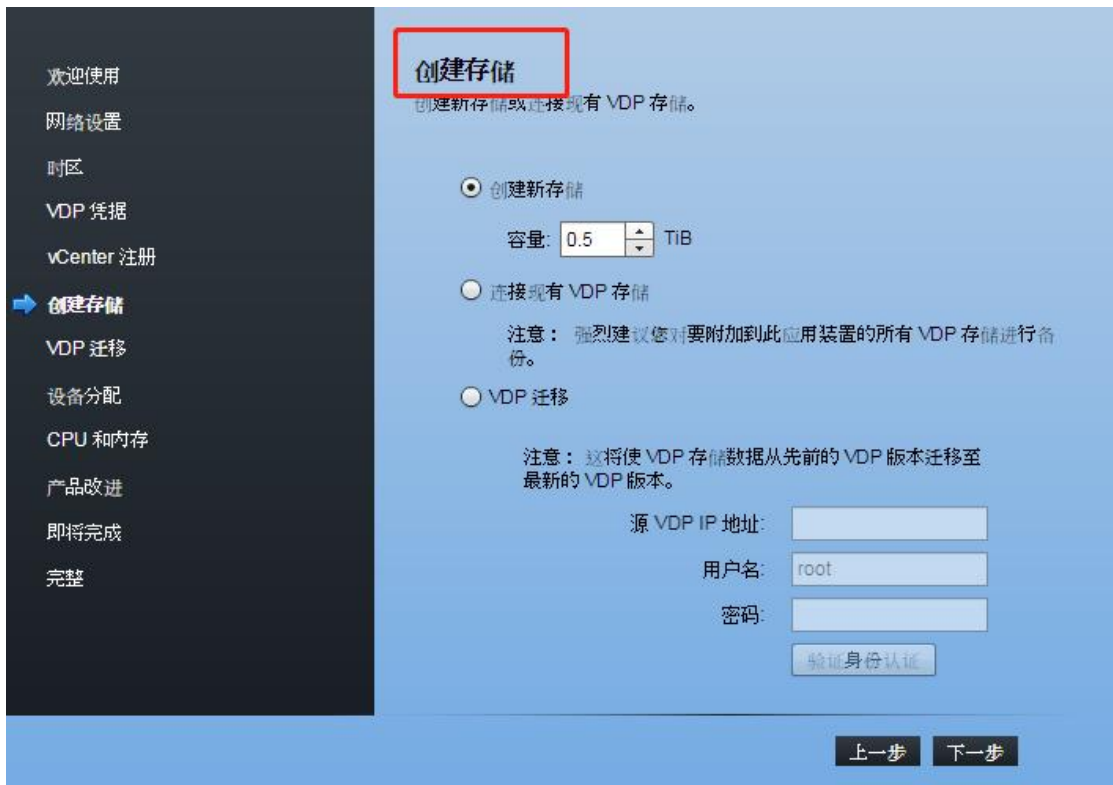 欢迎使用
网络设置
时区
VDP 凭据
vCenter 注册
创建存储
VDP 迁移
设备分配
CPU 和内存
产品改进
即将完成
完整
创建存储
创建新存储或连接现有 VDP 存储。
创建新存储
容量: 0.5 TiB
连接现有 VDP 存储
注意： 强烈建议您对要附加到此应用装置的所有 VDP 存储进行备
份。
VDP 迁移
注意： 这将使 VDP 存储数据从先前的 VDP 版本迁移至
最新的 VDP 版本。
源 VDP IP 地址:
用户名: root
密码:
验证身份认证
上一步 下一步